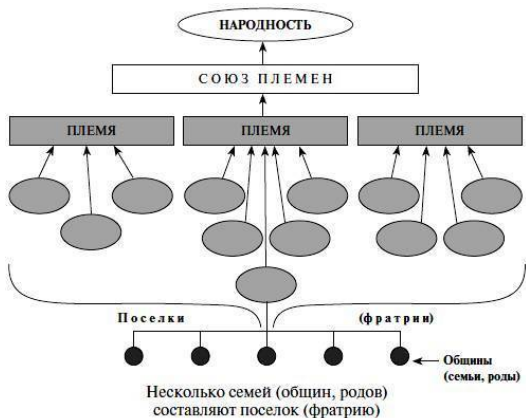 НАРОДНОСТЬ
СОЮЗ ПЛЕМЕН
ПЛЕМЯ ПЛЕМЯ ПЛЕМЯ
Поселки (фратрии)
Общины
(семьи, роды)
Несколько семей (общин, родов)
составляют поселок (фратрию)